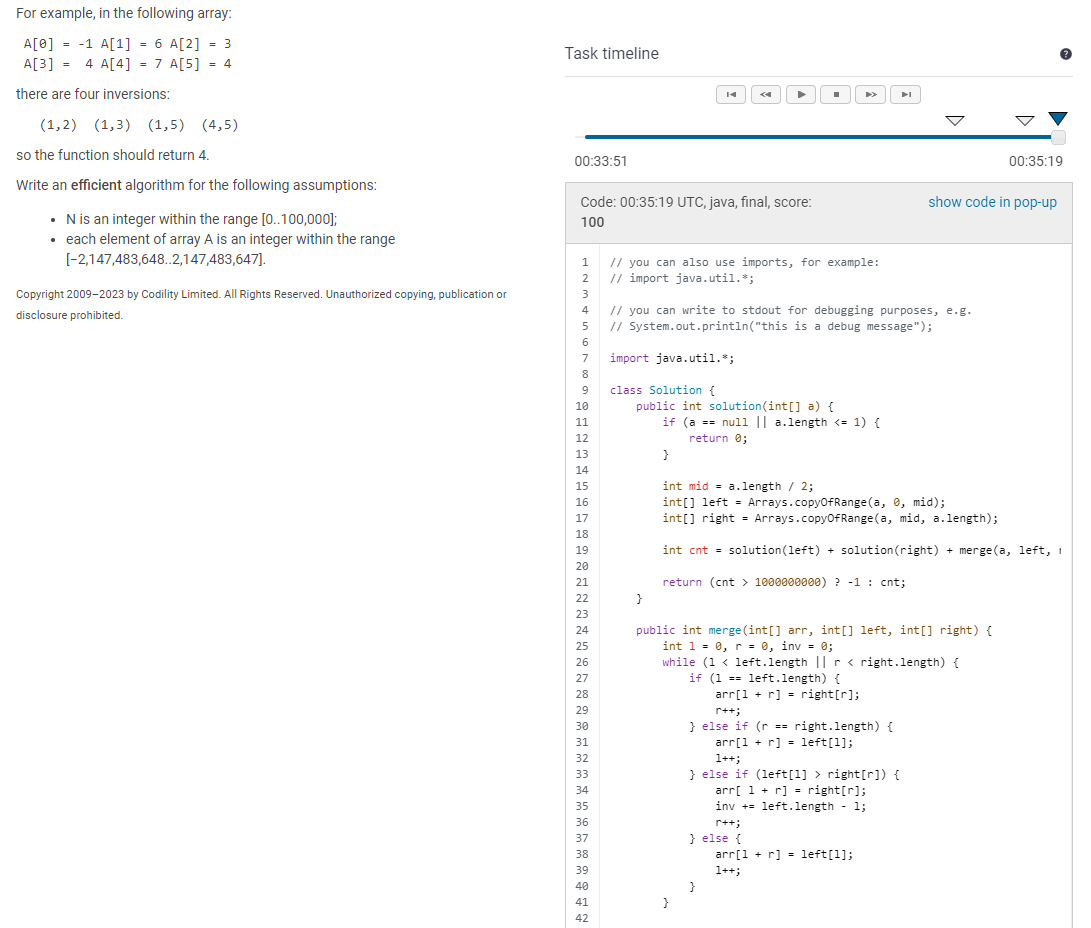 For example, in the following array:
A[0] = -1 A[1] = 6 A[2] = 3
A[3] =  4 A[4] = 7 A[5] = 4
there are four inversions:
(1,2)  (1,3)  (1,5)  (4,5)
so the function should return 4.
Write an efficient algorithm for the following assumptions:
• N is an integer within the range [0..100,000];
• each element of array A is an integer within the range
[−2,147,483,648..2,147,483,647].
Copyright 2009–2023 by Codility Limited. All Rights Reserved. Unauthorized copying, publication or
disclosure prohibited.
Task timeline
?
00:33:51
00:35:19
Code: 00:35:19 UTC, java, final, score:
100
show code in pop-up
1 // you can also use imports, for example:
2 // import java.util.*;
3
4 // you can write to stdout for debugging purposes, e.g.
5 // System.out.println("this is a debug message");
6
7 import java.util.*;
8
9 class Solution {
10     public int solution(int[] a) {
11         if (a == null || a.length <= 1) {
12             return 0;
13         }
14
15         int mid = a.length / 2;
16         int[] left = Arrays.copyOfRange(a, 0, mid);
17         int[] right = Arrays.copyOfRange(a, mid, a.length);
18
19         int cnt = solution(left) + solution(right) + merge(a, left,
20
21         return (cnt > 1000000000) ? -1 : cnt;
22     }
23
24     public int merge(int[] arr, int[] left, int[] right) {
25         int l = 0, r = 0, inv = 0;
26         while (l < left.length || r < right.length) {
27             if (l == left.length) {
28                 arr[l + r] = right[r];
29                 r++;
30             } else if (r == right.length) {
31                 arr[l + r] = left[l];
32                 l++;
33             } else if (left[l] > right[r]) {
34                 arr[ l + r] = right[r];
35                 inv += left.length - l;
36                 r++;
37             } else {
38                 arr[l + r] = left[l];
39                 l++;
40             }
41         }
42